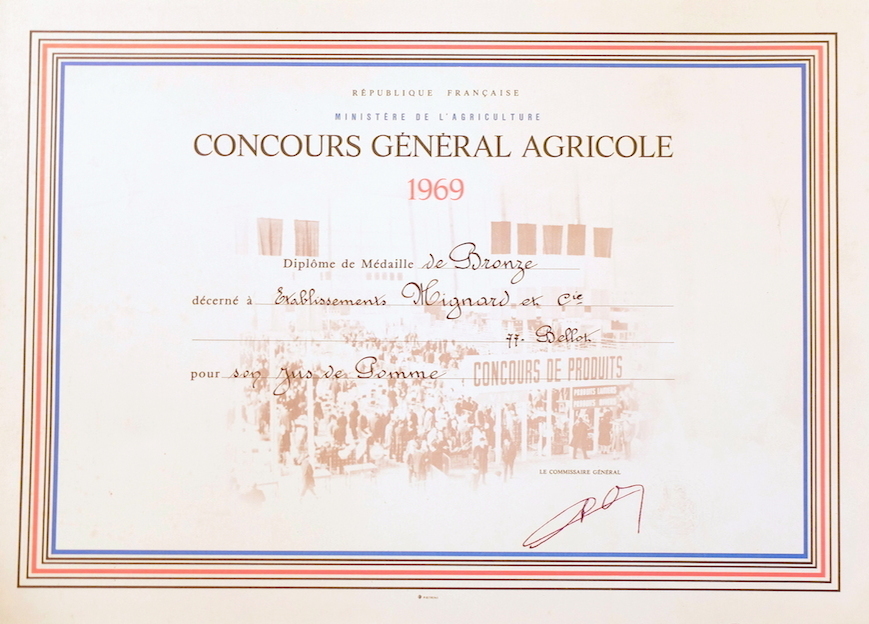 RÉPUBLIQUE FRANÇAISE
MINISTÈRE DE L'AGRICULTURE
CONCOURS GÉNÉRAL AGRICOLE
1969
Diplôme de Médaille de Bronze
décerné à Etablissements Mignard et Cie
77- Bellot
pour son Jus de Pomme
CONCOURS DE PRODUITS
LE COMMISSAIRE GÉNÉRAL